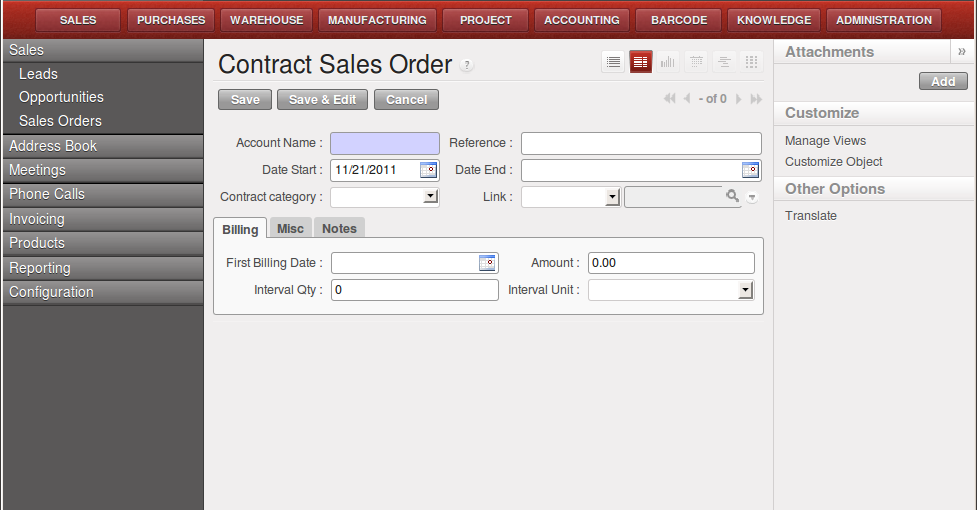 SALES PURCHASES WAREHOUSE MANUFACTURING PROJECT ACCOUNTING BARCODE KNOWLEDGE ADMINISTRATION
Sales
Leads
Opportunities
Sales Orders
Address Book
Meetings
Phone Calls
Invoicing
Products
Reporting
Configuration
Contract Sales Order ?
Save Save & Edit Cancel - of 0
Account Name : Reference :
Date Start : 11/21/2011 Date End :
Contract category : Link :
Billing Misc Notes
First Billing Date : Amount : 0.00
Interval Qty : 0 Interval Unit :
Attachments »
Add
Customize
Manage Views
Customize Object
Other Options
Translate